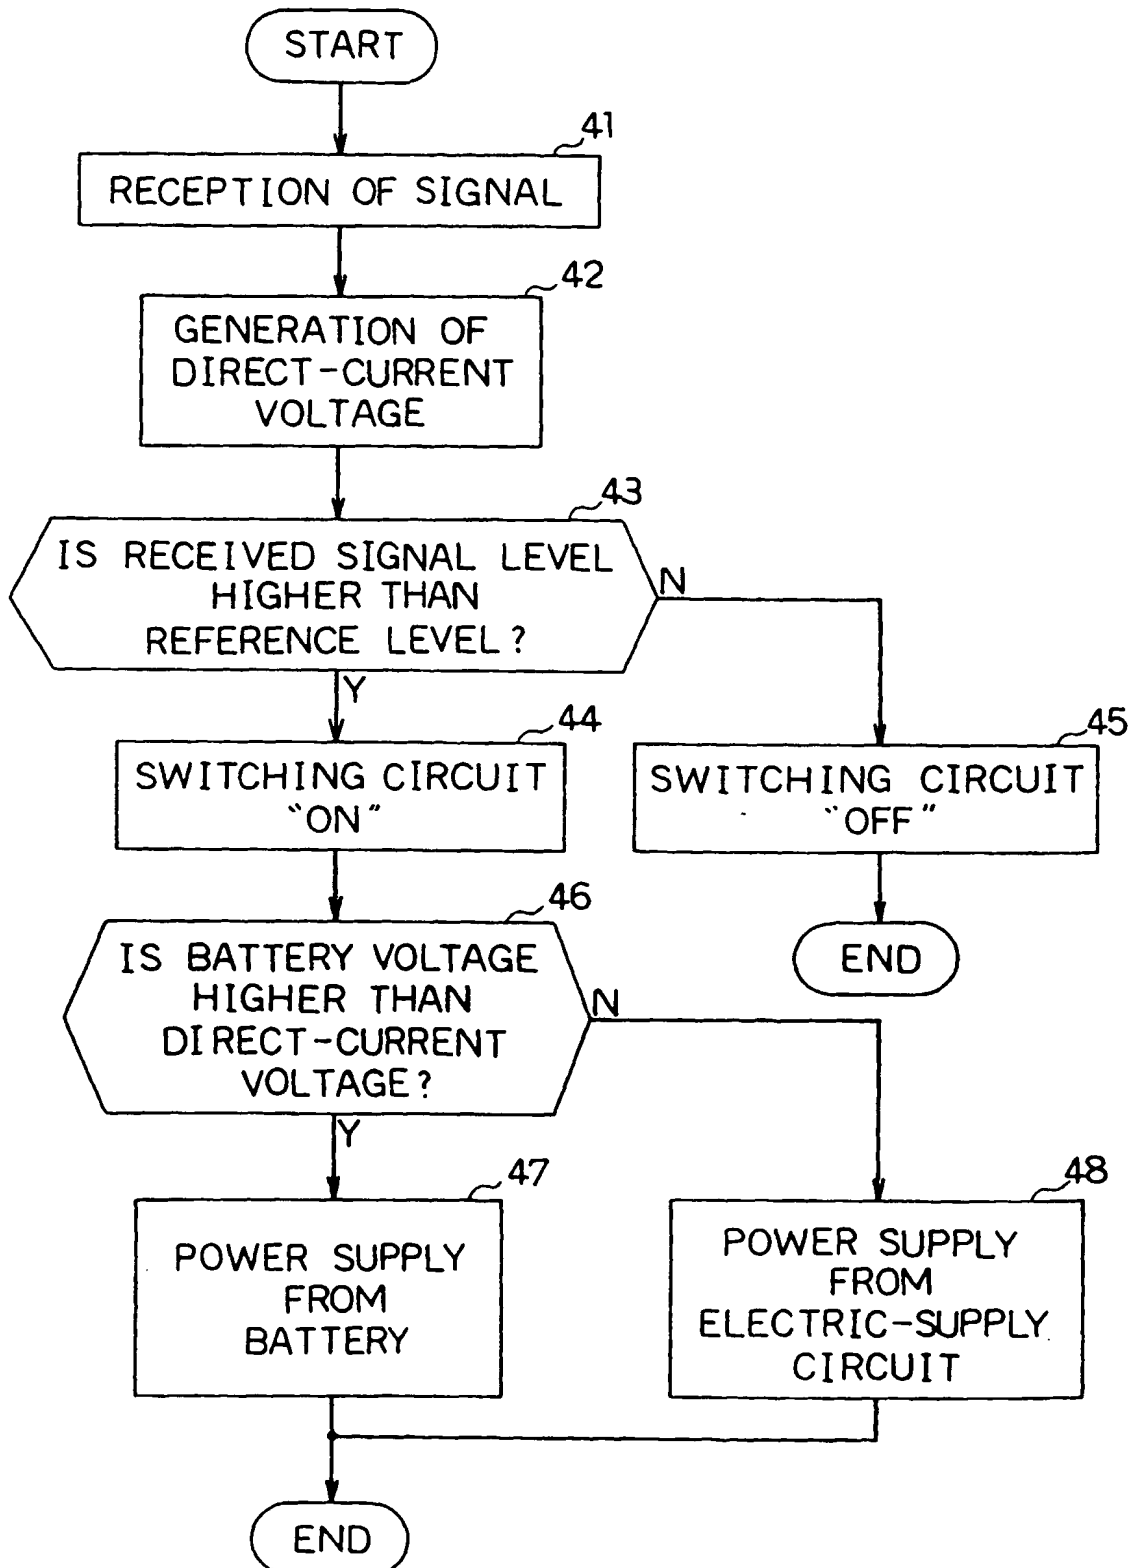 START
41
RECEPTION OF SIGNAL
42
GENERATION OF
DIRECT-CURRENT
VOLTAGE
43
IS RECEIVED SIGNAL LEVEL
HIGHER THAN
REFERENCE LEVEL?
N
Y
44
SWITCHING CIRCUIT
"ON"
45
SWITCHING CIRCUIT
"OFF"
END
46
IS BATTERY VOLTAGE
HIGHER THAN
DIRECT-CURRENT
VOLTAGE?
N
Y
47
POWER SUPPLY
FROM
BATTERY
48
POWER SUPPLY
FROM
ELECTRIC-SUPPLY
CIRCUIT
END